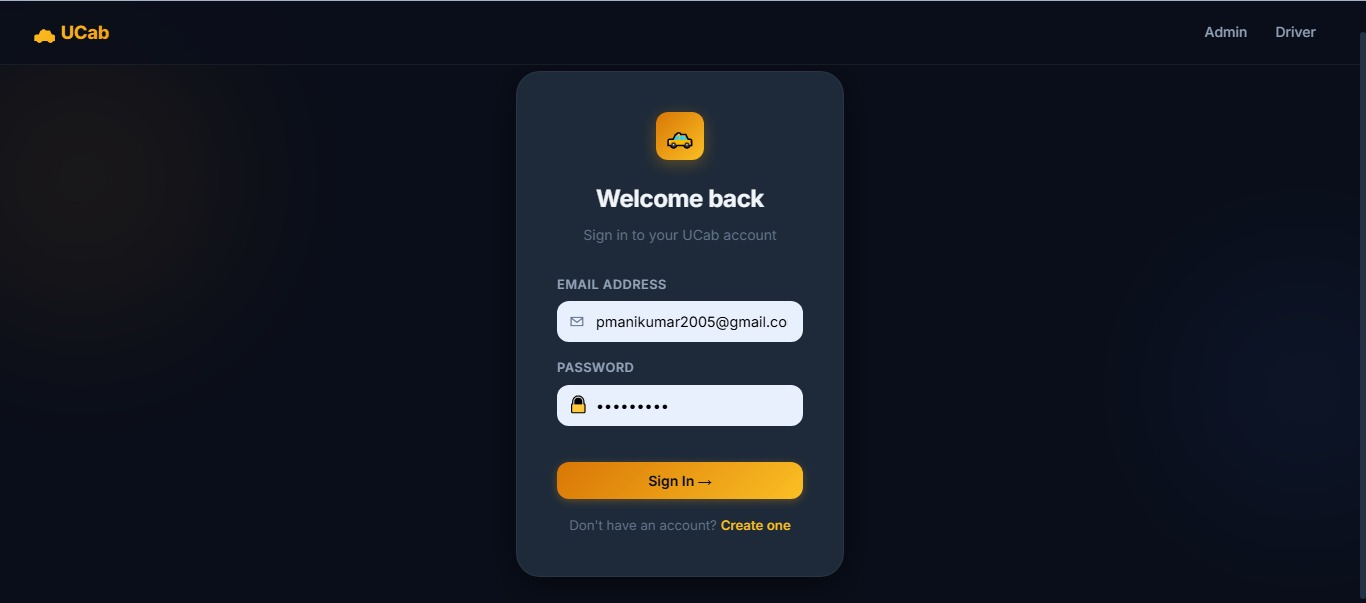 UCab
Admin
Driver
Welcome back
Sign in to your UCab account
EMAIL ADDRESS
pmanikumar2005@gmail.co
PASSWORD
•••••••••
Sign In →
Don't have an account? Create one